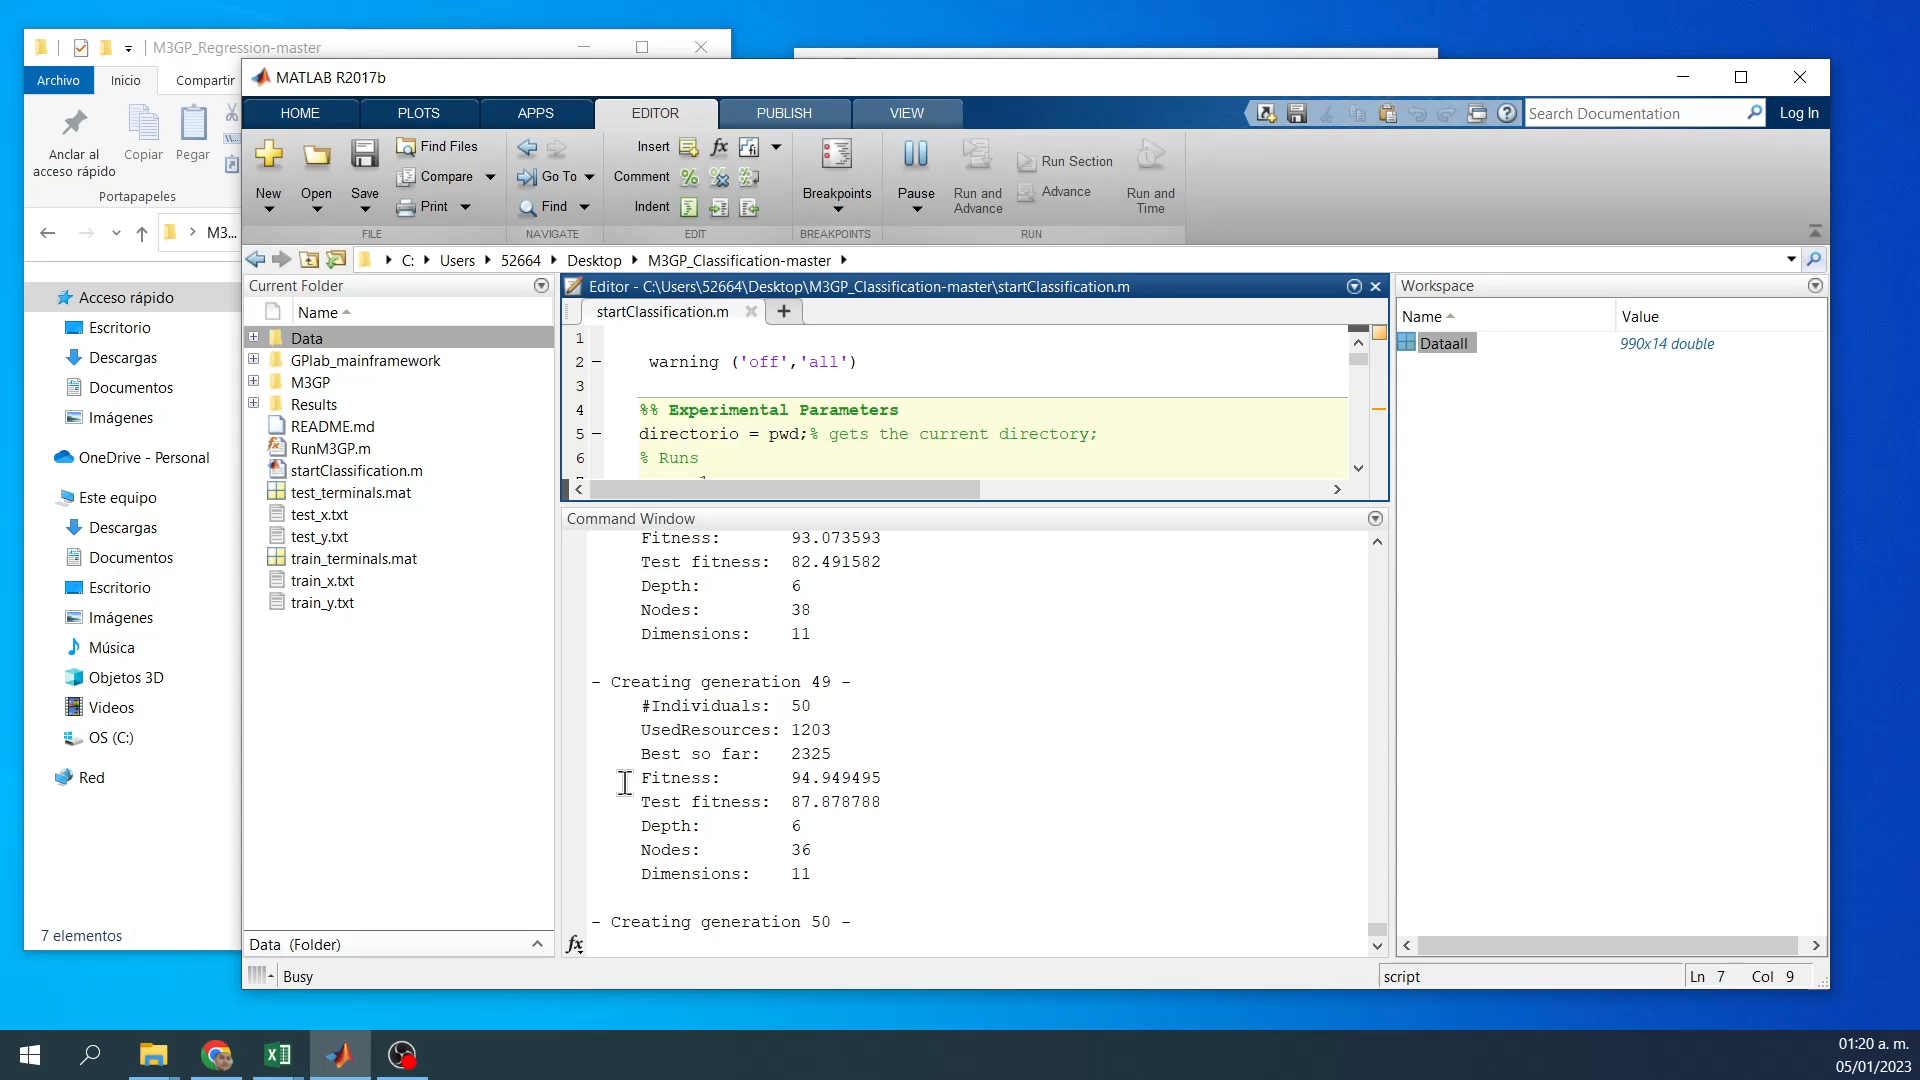 M3GP_Regression-master
Archivo
Inicio
Compartir
Anclar al
acceso rápido
Copiar
Pegar
Portapapeles
M3...
Acceso rápido
Escritorio
Descargas
Documentos
Imágenes
OneDrive - Personal
Este equipo
Descargas
Documentos
Escritorio
Imágenes
Música
Objetos 3D
Videos
OS (C:)
Red
7 elementos
MATLAB R2017b
HOME
PLOTS
APPS
EDITOR
PUBLISH
VIEW
Search Documentation
Log In
New
Open
Save
Find Files
Compare
Print
FILE
Go To
Find
NAVIGATE
Insert
fx
Comment
Indent
EDIT
Breakpoints
BREAKPOINTS
Pause
Run and
Advance
Run Section
Advance
Run and
Time
RUN
C:
Users
52664
Desktop
M3GP_Classification-master
Current Folder
Name
Data
GPlab_mainframework
M3GP
Results
README.md
RunM3GP.m
startClassification.m
test_terminals.mat
test_x.txt
test_y.txt
train_terminals.mat
train_x.txt
train_y.txt
Data (Folder)
Busy
Editor - C:\Users\52664\Desktop\M3GP_Classification-master\startClassification.m
startClassification.m
1
2 – warning ('off','all')
3
4 %% Experimental Parameters
5 – directorio = pwd;% gets the current directory;
6 % Runs
Command Window
Fitness: 93.073593
Test fitness: 82.491582
Depth: 6
Nodes: 38
Dimensions: 11
- Creating generation 49 -
#Individuals: 50
UsedResources: 1203
Best so far: 2325
Fitness: 94.949495
Test fitness: 87.878788
Depth: 6
Nodes: 36
Dimensions: 11
- Creating generation 50 -
fx
Workspace
Name
Value
Dataall
990x14 double
script
Ln 7 Col 9
01:20 a. m.
05/01/2023